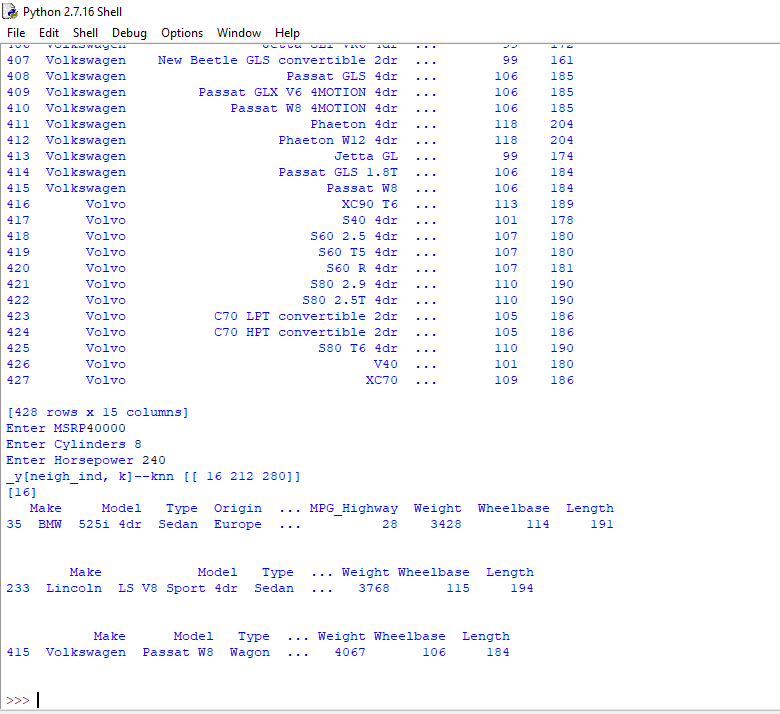 Python 2.7.16 Shell
File Edit Shell Debug Options Window Help
406 Volkswagen Jetta GLI VR6 4dr ... 99 172
407 Volkswagen New Beetle GLS convertible 2dr ... 99 161
408 Volkswagen Passat GLS 4dr ... 106 185
409 Volkswagen Passat GLX V6 4MOTION 4dr ... 106 185
410 Volkswagen Passat W8 4MOTION 4dr ... 106 185
411 Volkswagen Phaeton 4dr ... 118 204
412 Volkswagen Phaeton W12 4dr ... 118 204
413 Volkswagen Jetta GL ... 99 174
414 Volkswagen Passat GLS 1.8T ... 106 184
415 Volkswagen Passat W8 ... 106 184
416 Volvo XC90 T6 ... 113 189
417 Volvo S40 4dr ... 101 178
418 Volvo S60 2.5 4dr ... 107 180
419 Volvo S60 T5 4dr ... 107 180
420 Volvo S60 R 4dr ... 107 181
421 Volvo S80 2.9 4dr ... 110 190
422 Volvo S80 2.5T 4dr ... 110 190
423 Volvo C70 LPT convertible 2dr ... 105 186
424 Volvo C70 HPT convertible 2dr ... 105 186
425 Volvo S80 T6 4dr ... 110 190
426 Volvo V40 ... 101 180
427 Volvo XC70 ... 109 186
[428 rows x 15 columns]
Enter MSRP40000
Enter Cylinders 8
Enter Horsepower 240
_y[neigh_ind, k]--knn [[ 16 212 280]]
[16]
Make Model Type Origin ... MPG_Highway Weight Wheelbase Length
35 BMW 525i 4dr Sedan Europe ... 28 3428 114 191
Make Model Type ... Weight Wheelbase Length
233 Lincoln LS V8 Sport 4dr Sedan ... 3768 115 194
Make Model Type ... Weight Wheelbase Length
415 Volkswagen Passat W8 Wagon ... 4067 106 184
>>>